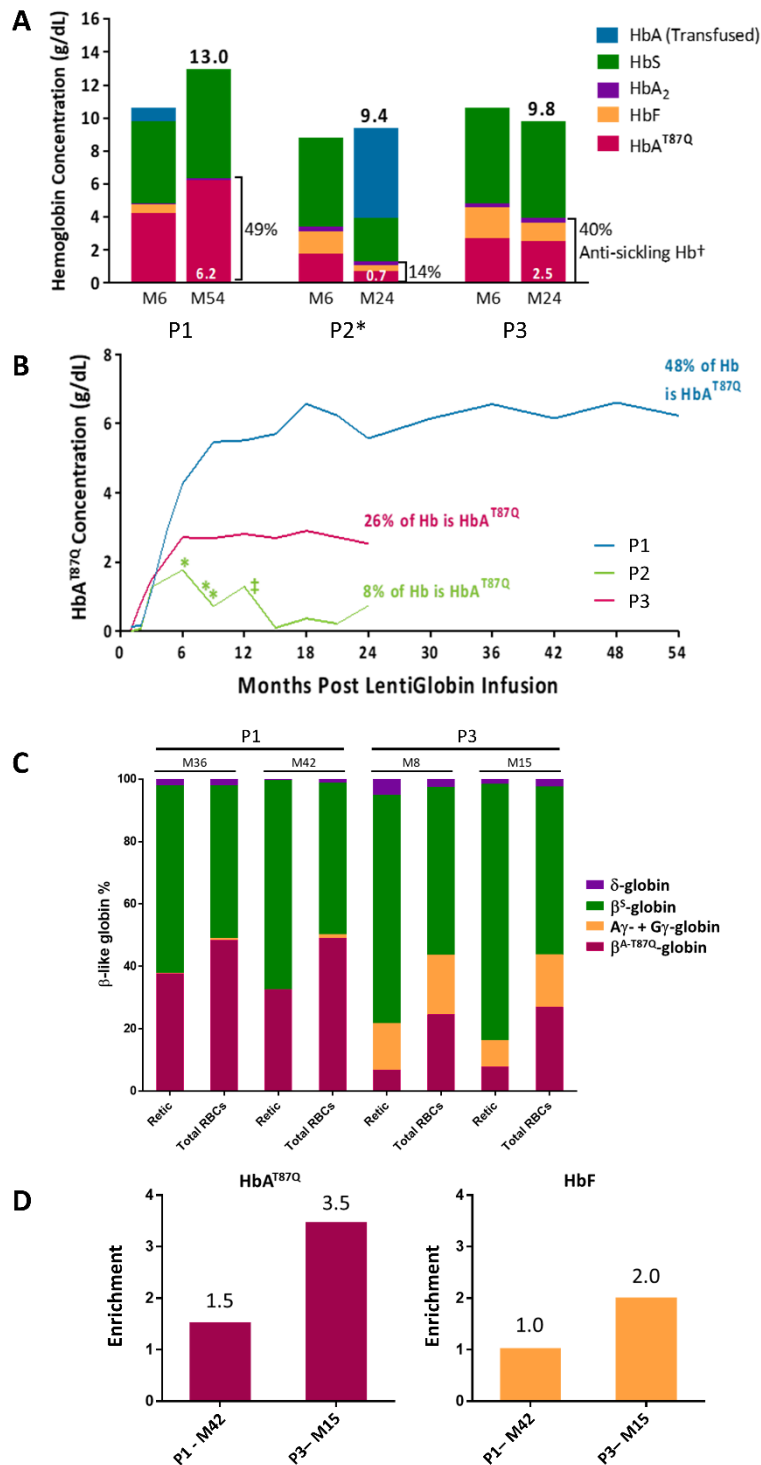 A
Hemoglobin Concentration (g/dL)
16
14
12
10
8
6
4
2
0
13.0
9.4
9.8
49%
14%
40%
Anti-sickling Hb†
6.2
0.7
2.5
M6 M54 M6 M24 M6 M24
P1 P2* P3
HbA (Transfused)
HbS
HbA2
HbF
HbAT87Q
B
HbAT87Q Concentration (g/dL)
8
6
4
2
0
48% of Hb
is HbAT87Q
26% of Hb is HbAT87Q
8% of Hb is HbAT87Q
*
*
*
‡
P1
P2
P3
0 6 12 18 24 30 36 42 48 54
Months Post LentiGlobin Infusion
C
P1 P3
M36 M42 M8 M15
β-like globin %
100
80
60
40
20
0
Retic Total RBCs Retic Total RBCs Retic Total RBCs Retic Total RBCs
δ-globin
βS-globin
Aγ- + Gγ-globin
βA-T87Q-globin
D
HbAT87Q
Enrichment
4
3
2
1
0
1.5
3.5
P1 - M42 P3– M15
HbF
Enrichment
4
3
2
1
0
1.0
2.0
P1– M42 P3– M15